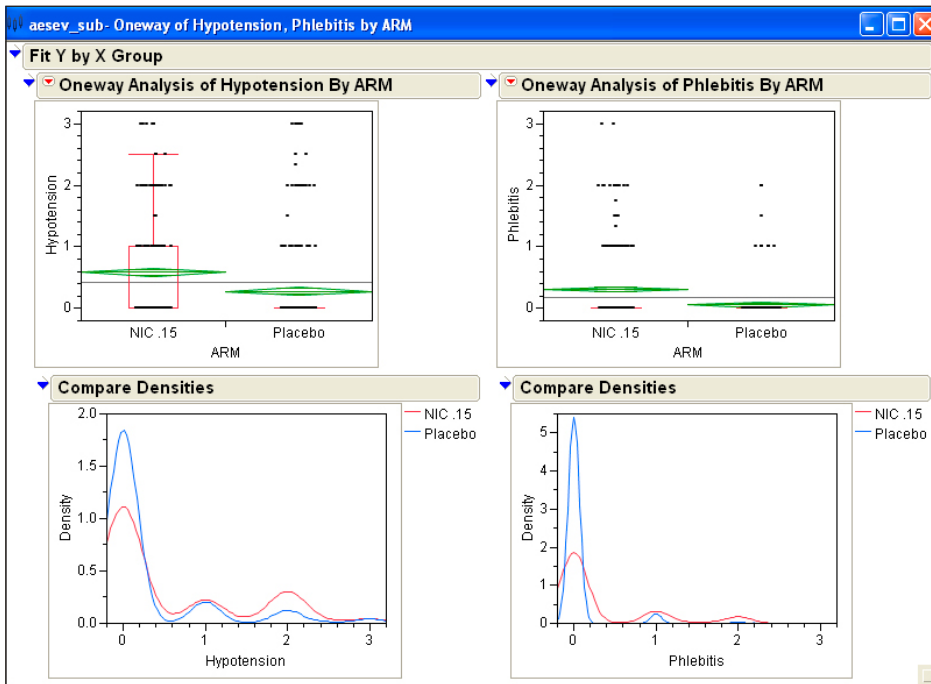 aesev_sub- Oneway of Hypotension, Phlebitis by ARM
Fit Y by X Group
Oneway Analysis of Hypotension By ARM
3
2
1
0
Hypotension
NIC .15
Placebo
ARM
Oneway Analysis of Phlebitis By ARM
3
2
1
0
Phlebitis
NIC .15
Placebo
ARM
Compare Densities
2.0
1.5
1.0
0.5
0.0
Density
0
1
2
3
Hypotension
NIC .15
Placebo
Compare Densities
5
4
3
2
1
0
Density
0
1
2
3
Phlebitis
NIC .15
Placebo